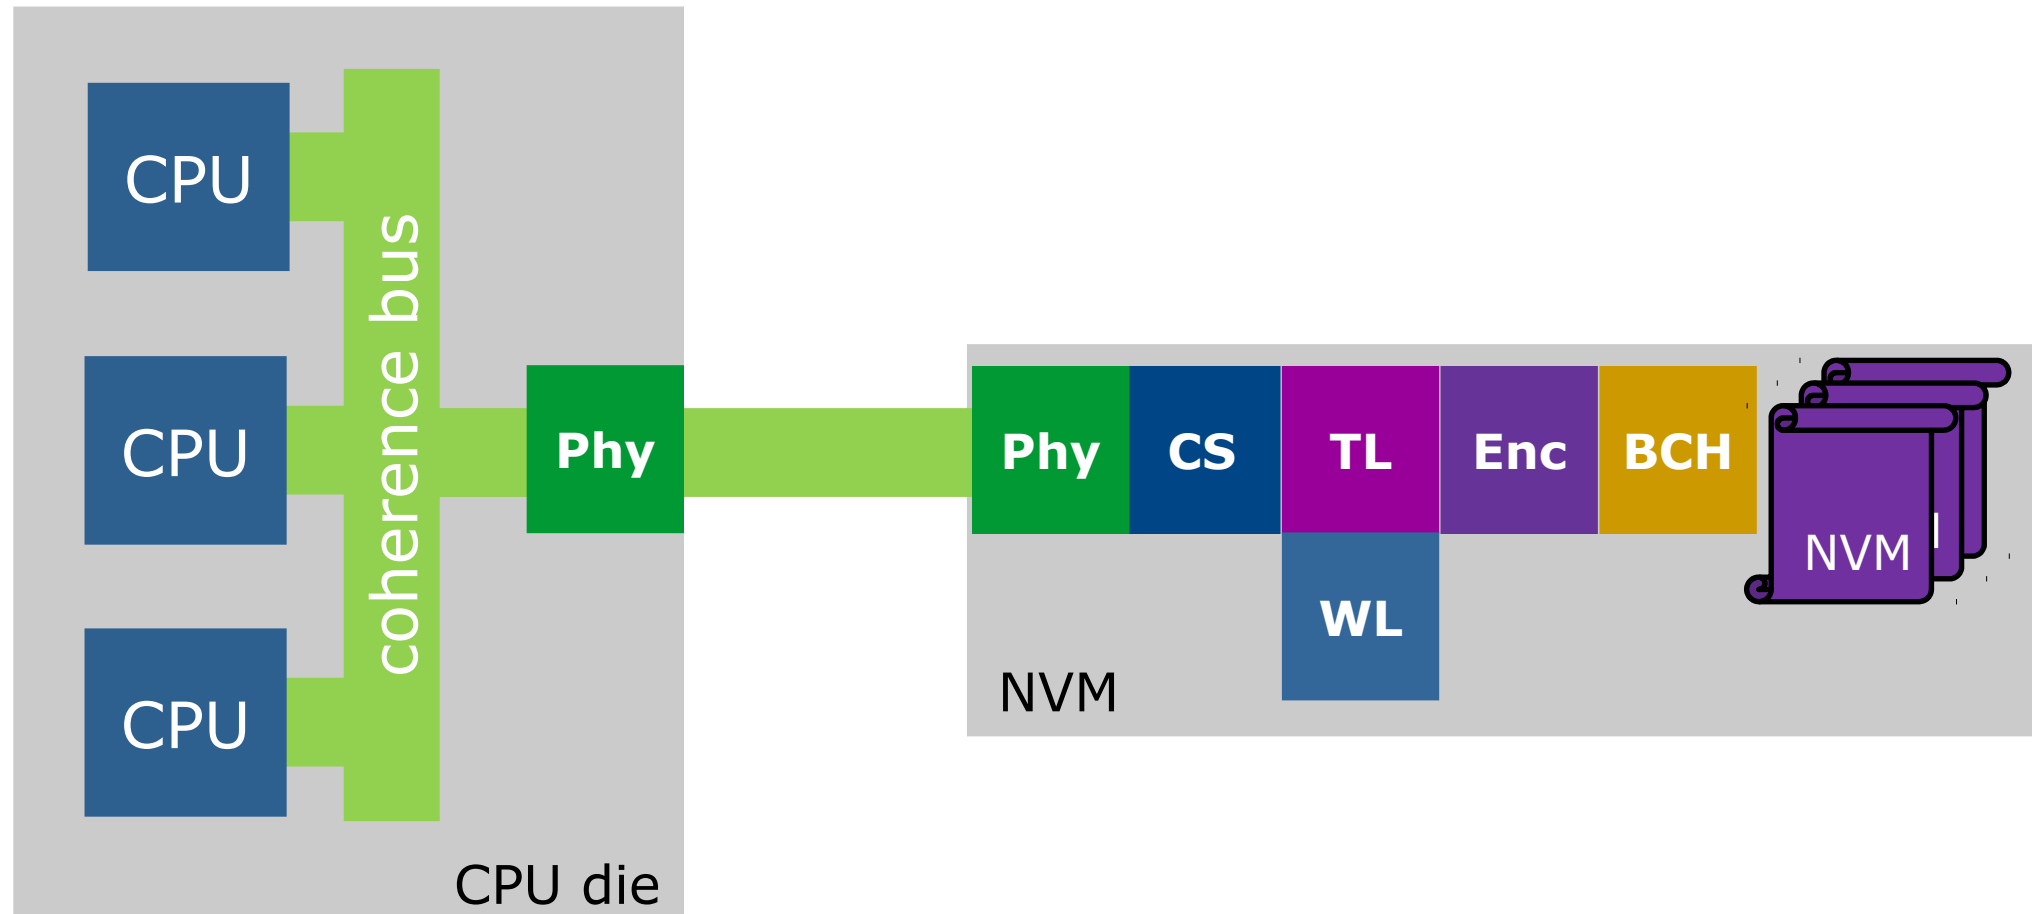 CPU
CPU
CPU
coherence bus
Phy
CPU die
Phy
CS
TL
Enc
BCH
WL
NVM
NVM